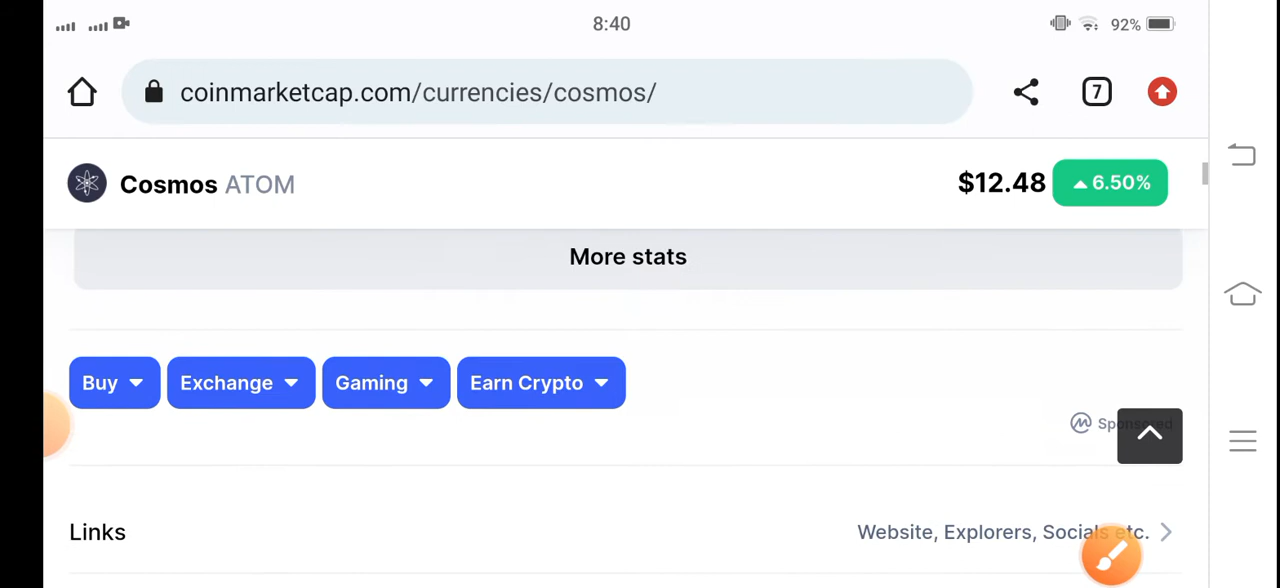 8:40
92%
coinmarketcap.com/currencies/cosmos/
7
Cosmos ATOM
$12.48
6.50%
More stats
Buy
Exchange
Gaming
Earn Crypto
Sponsored
Links
Website, Explorers, Socials etc.